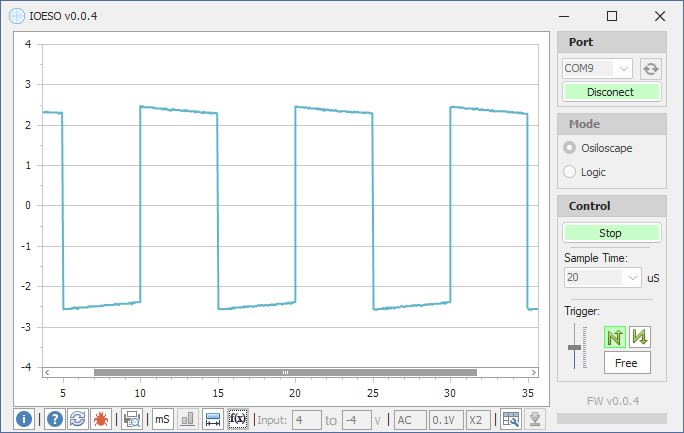 IOESO v0.0.4
4
3
2
1
0
-1
-2
-3
-4
5 10 15 20 25 30 35
Port
COM9
Disconect
Mode
Osiloscape
Logic
Control
Stop
Sample Time:
20 uS
Trigger:
Free
FW v0.0.4
i ? mS f(x) Input: 4 to -4 v AC 0.1V X2